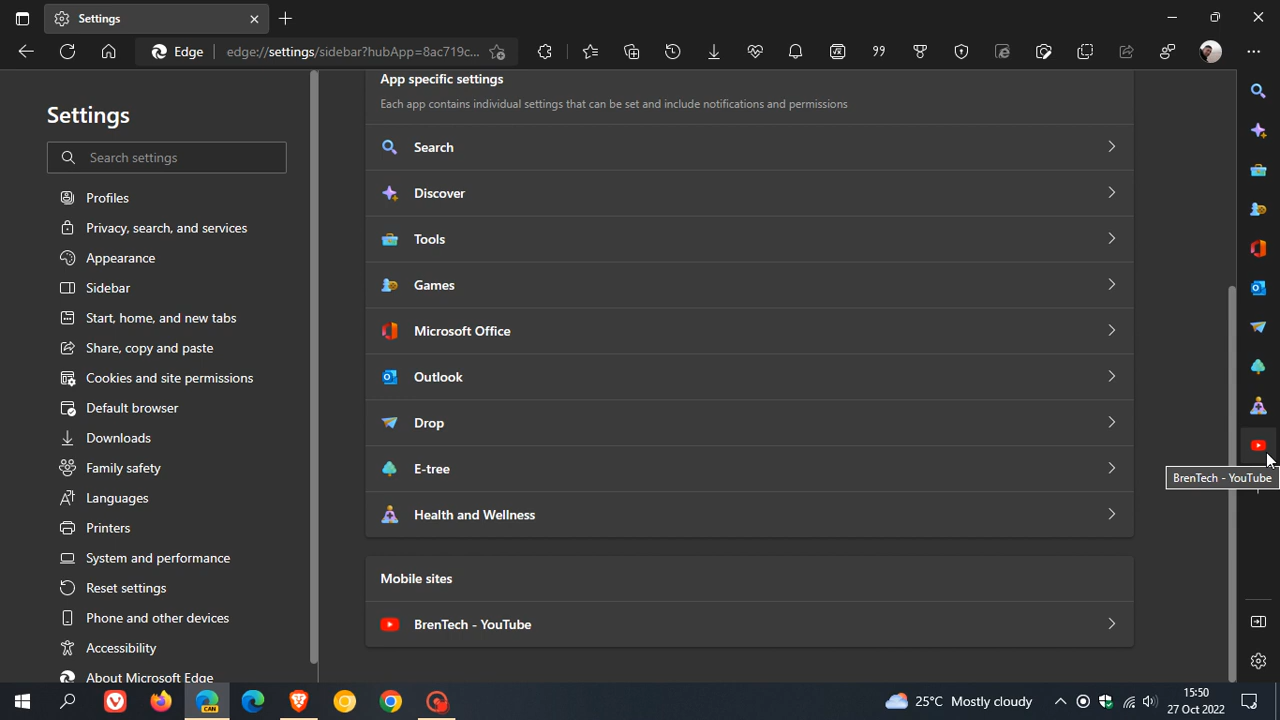 Settings
Edge
edge://settings/sidebar?hubApp=8ac719c...
Settings
Search settings
Profiles
Privacy, search, and services
Appearance
Sidebar
Start, home, and new tabs
Share, copy and paste
Cookies and site permissions
Default browser
Downloads
Family safety
Languages
Printers
System and performance
Reset settings
Phone and other devices
Accessibility
About Microsoft Edge
App specific settings
Each app contains individual settings that can be set and include notifications and permissions
Search
Discover
Tools
Games
Microsoft Office
Outlook
Drop
E-tree
Health and Wellness
Mobile sites
BrenTech - YouTube
BrenTech - YouTube
CAN
25°C Mostly cloudy
15:50
27 Oct 2022